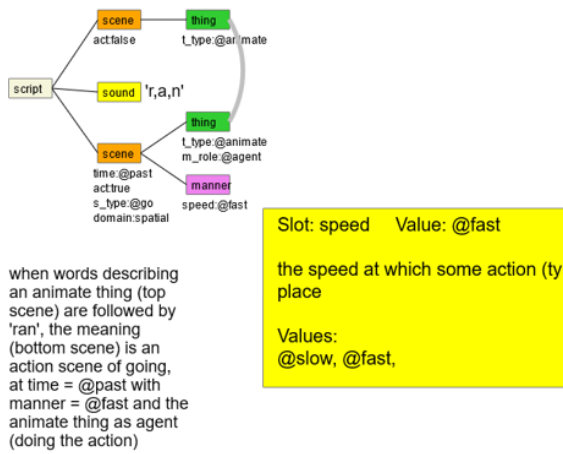 scene
thing
act:false
t_type:@animate
script
sound
'r,a,n'
thing
scene
t_type:@animate
m_role:@agent
time:@past
act:true
s_type:@go
domain:spatial
manner
speed:@fast
Slot: speed Value: @fast
the speed at which some action (ty
place
Values:
@slow, @fast,
when words describing
an animate thing (top
scene) are followed by
'ran', the meaning
(bottom scene) is an
action scene of going,
at time = @past with
manner = @fast and the
animate thing as agent
(doing the action)